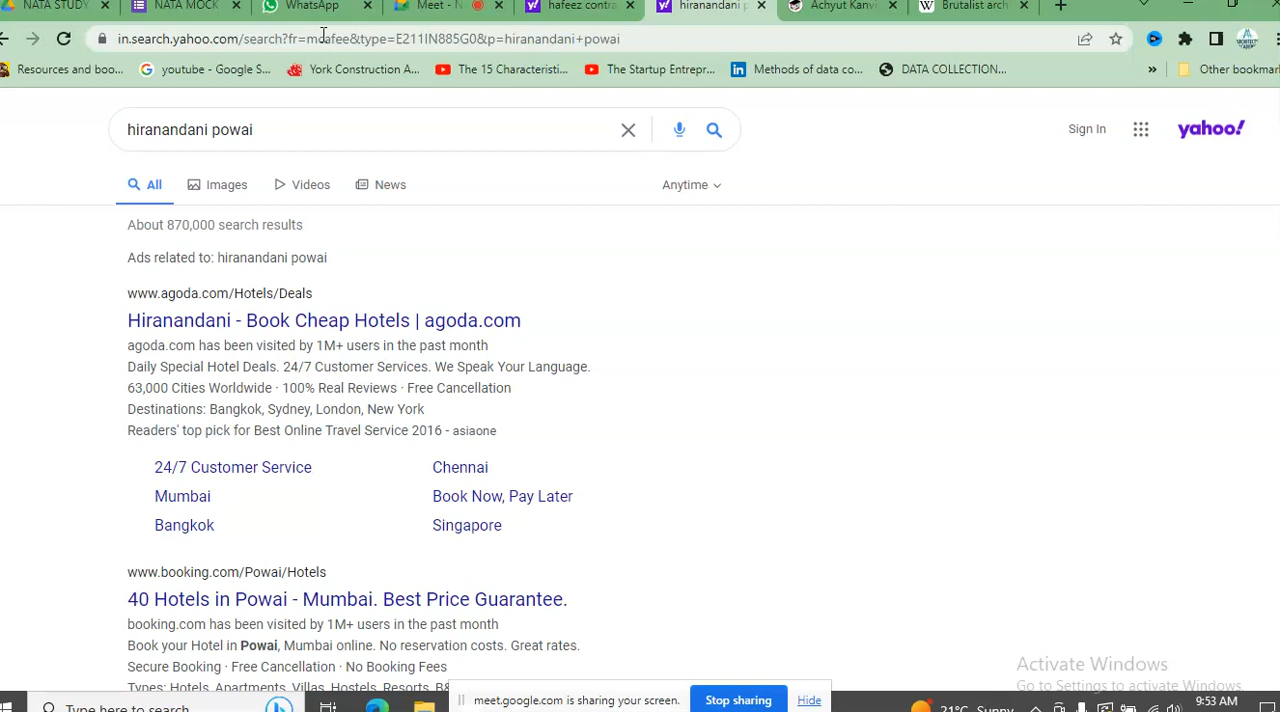 NATA STUDY
NATA MOCK
WhatsApp
Meet - N
hafeez contra
hiranandani p
Achyut Kanvi
Brutalist arch
in.search.yahoo.com/search?fr=mcafee&type=E211IN885G0&p=hiranandani+powai
Resources and boo...
youtube - Google S...
York Construction A...
The 15 Characteristi...
The Startup Entrepr...
Methods of data co...
DATA COLLECTION...
»
Other bookmar
hiranandani powai
Sign In
yahoo!
All
Images
Videos
News
Anytime
About 870,000 search results
Ads related to: hiranandani powai
www.agoda.com/Hotels/Deals
Hiranandani - Book Cheap Hotels | agoda.com
agoda.com has been visited by 1M+ users in the past month
Daily Special Hotel Deals. 24/7 Customer Services. We Speak Your Language.
63,000 Cities Worldwide · 100% Real Reviews · Free Cancellation
Destinations: Bangkok, Sydney, London, New York
Readers' top pick for Best Online Travel Service 2016 - asiaone
24/7 Customer Service
Chennai
Mumbai
Book Now, Pay Later
Bangkok
Singapore
www.booking.com/Powai/Hotels
40 Hotels in Powai - Mumbai. Best Price Guarantee.
booking.com has been visited by 1M+ users in the past month
Book your Hotel in Powai, Mumbai online. No reservation costs. Great rates.
Secure Booking · Free Cancellation · No Booking Fees
Types: Hotels, Apartments, Villas, Hostels, Resorts, B&
Activate Windows
Go to Settings to activate Windows.
meet.google.com is sharing your screen.
Stop sharing
Hide
Type here to search
21°C Sunny
9:53 AM